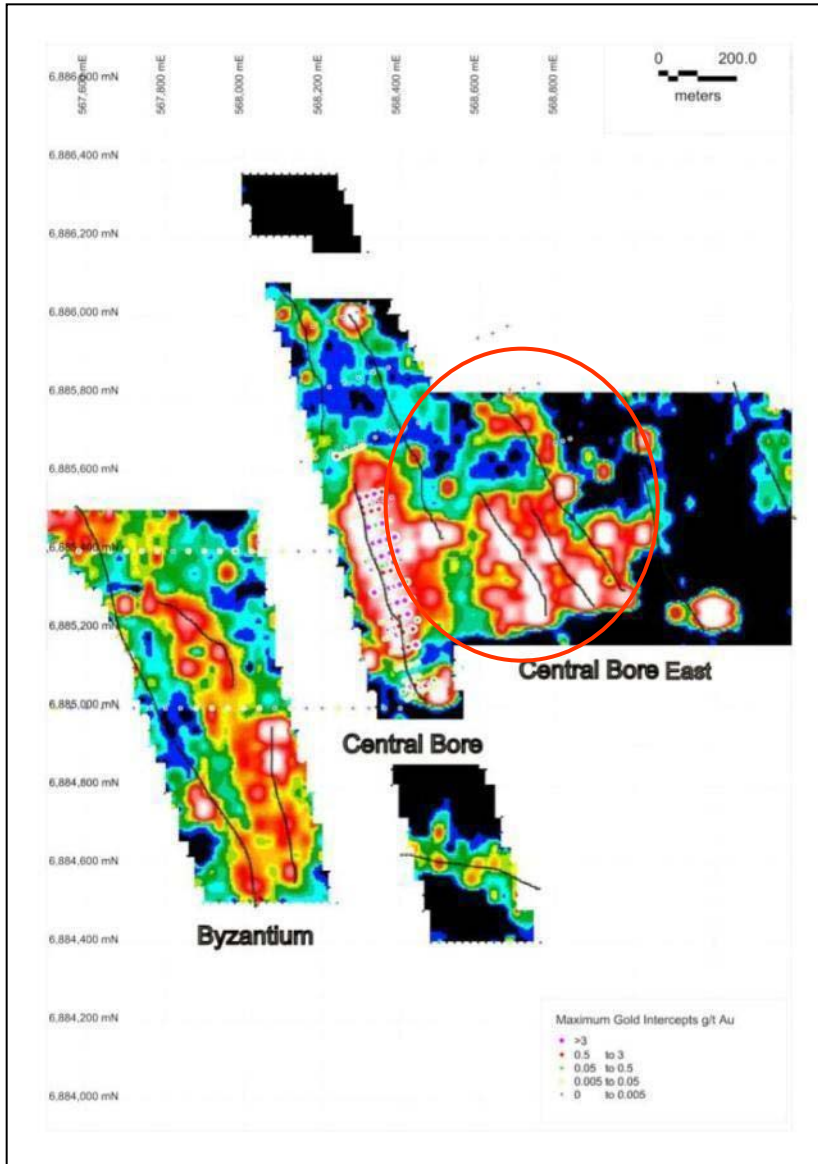 567,600 mE
567,800 mE
568,000 mE
568,200 mE
568,400 mE
568,600 mE
568,800 mE
0 200.0
meters
6,886,600 mN
6,886,400 mN
6,886,200 mN
6,886,000 mN
6,885,800 mN
6,885,600 mN
6,885,400 mN
6,885,200 mN
6,885,000 mN
6,884,800 mN
6,884,600 mN
6,884,400 mN
6,884,200 mN
6,884,000 mN
Central Bore East
Central Bore
Byzantium
Maximum Gold Intercepts g/t Au
>3
0.5 to 3
0.05 to 0.5
0.005 to 0.05
0 to 0.005